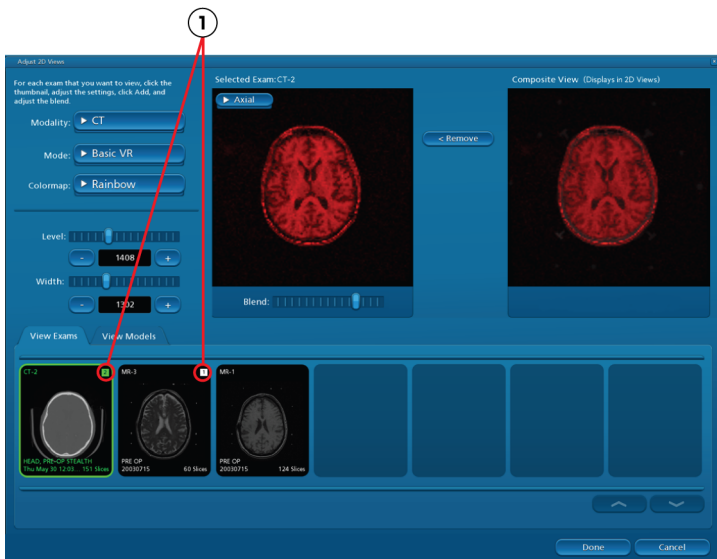 1
Adjust 2D Views
x
For each exam that you want to view, click the
thumbnail, adjust the settings, click Add, and
adjust the blend.
Modality: CT
Mode: Basic VR
Colormap: Rainbow
Level:
- 1408 +
Width:
- 1302 +
Selected Exam:CT-2
Axial
Blend:
< Remove
Composite View (Displays in 2D Views)
View Exams View Models
CT-2 2
HEAD, PRE-OP STEALTH
Thu May 30 12:03... 151 Slices
MR-3 1
PRE OP
20030715 60 Slices
MR-1
PRE OP
20030715 124 Slices
Done Cancel